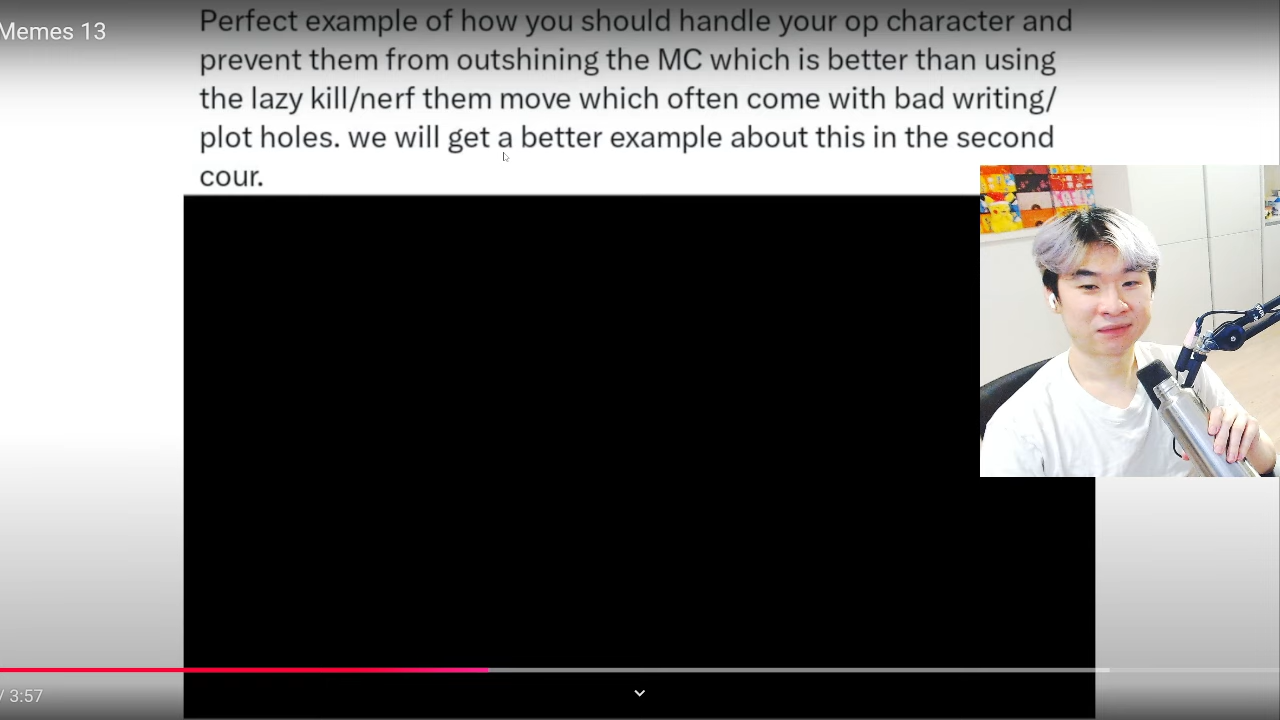 Memes 13
Perfect example of how you should handle your op character and
prevent them from outshining the MC which is better than using
the lazy kill/nerf them move which often come with bad writing/
plot holes. we will get a better example about this in the second
cour.
/ 3:57